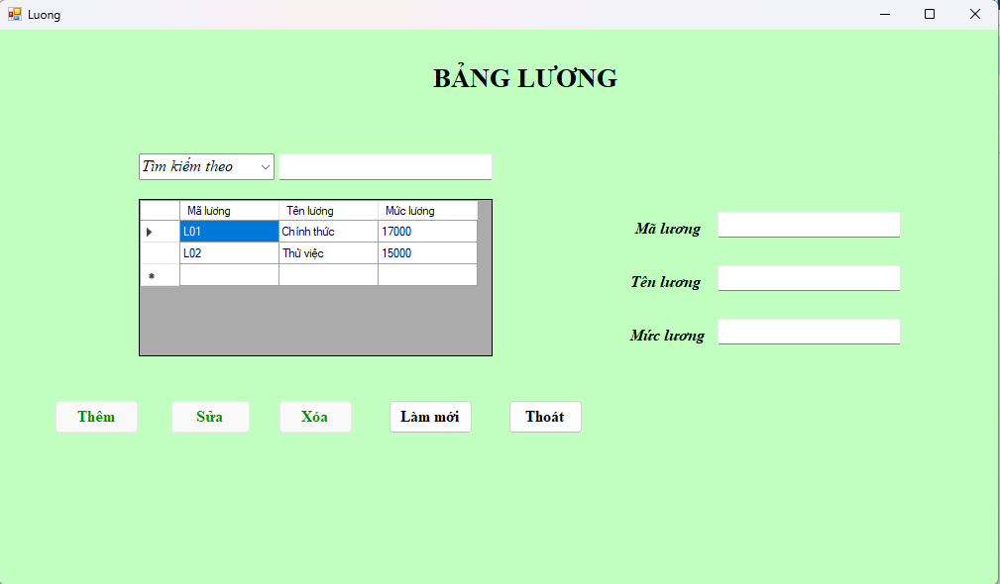 Luong
BẢNG LƯƠNG
Tìm kiếm theo
Mã lương Tên lương Mức lương
L01 Chính thức 17000
L02 Thử việc 15000
Mã lương
Tên lương
Mức lương
Thêm Sửa Xóa Làm mới Thoát